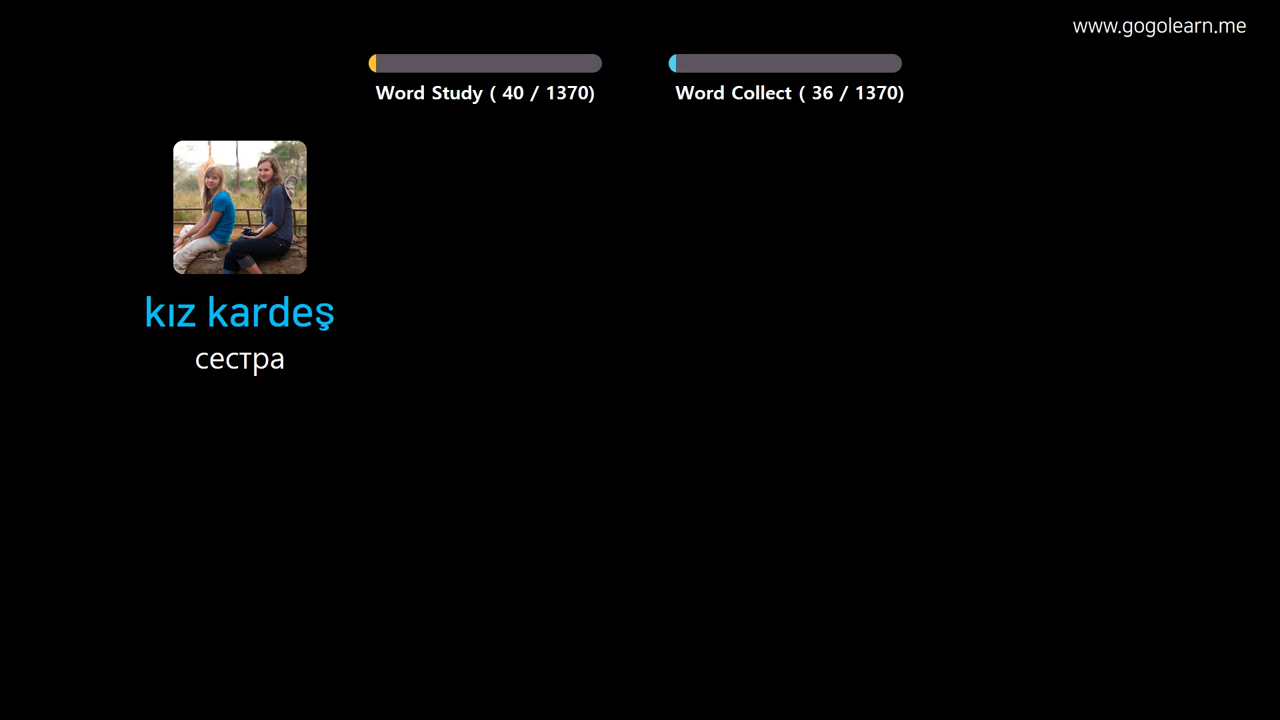 www.gogolearn.me
Word Study ( 40 / 1370)
Word Collect ( 36 / 1370)
kız kardeş
сестра